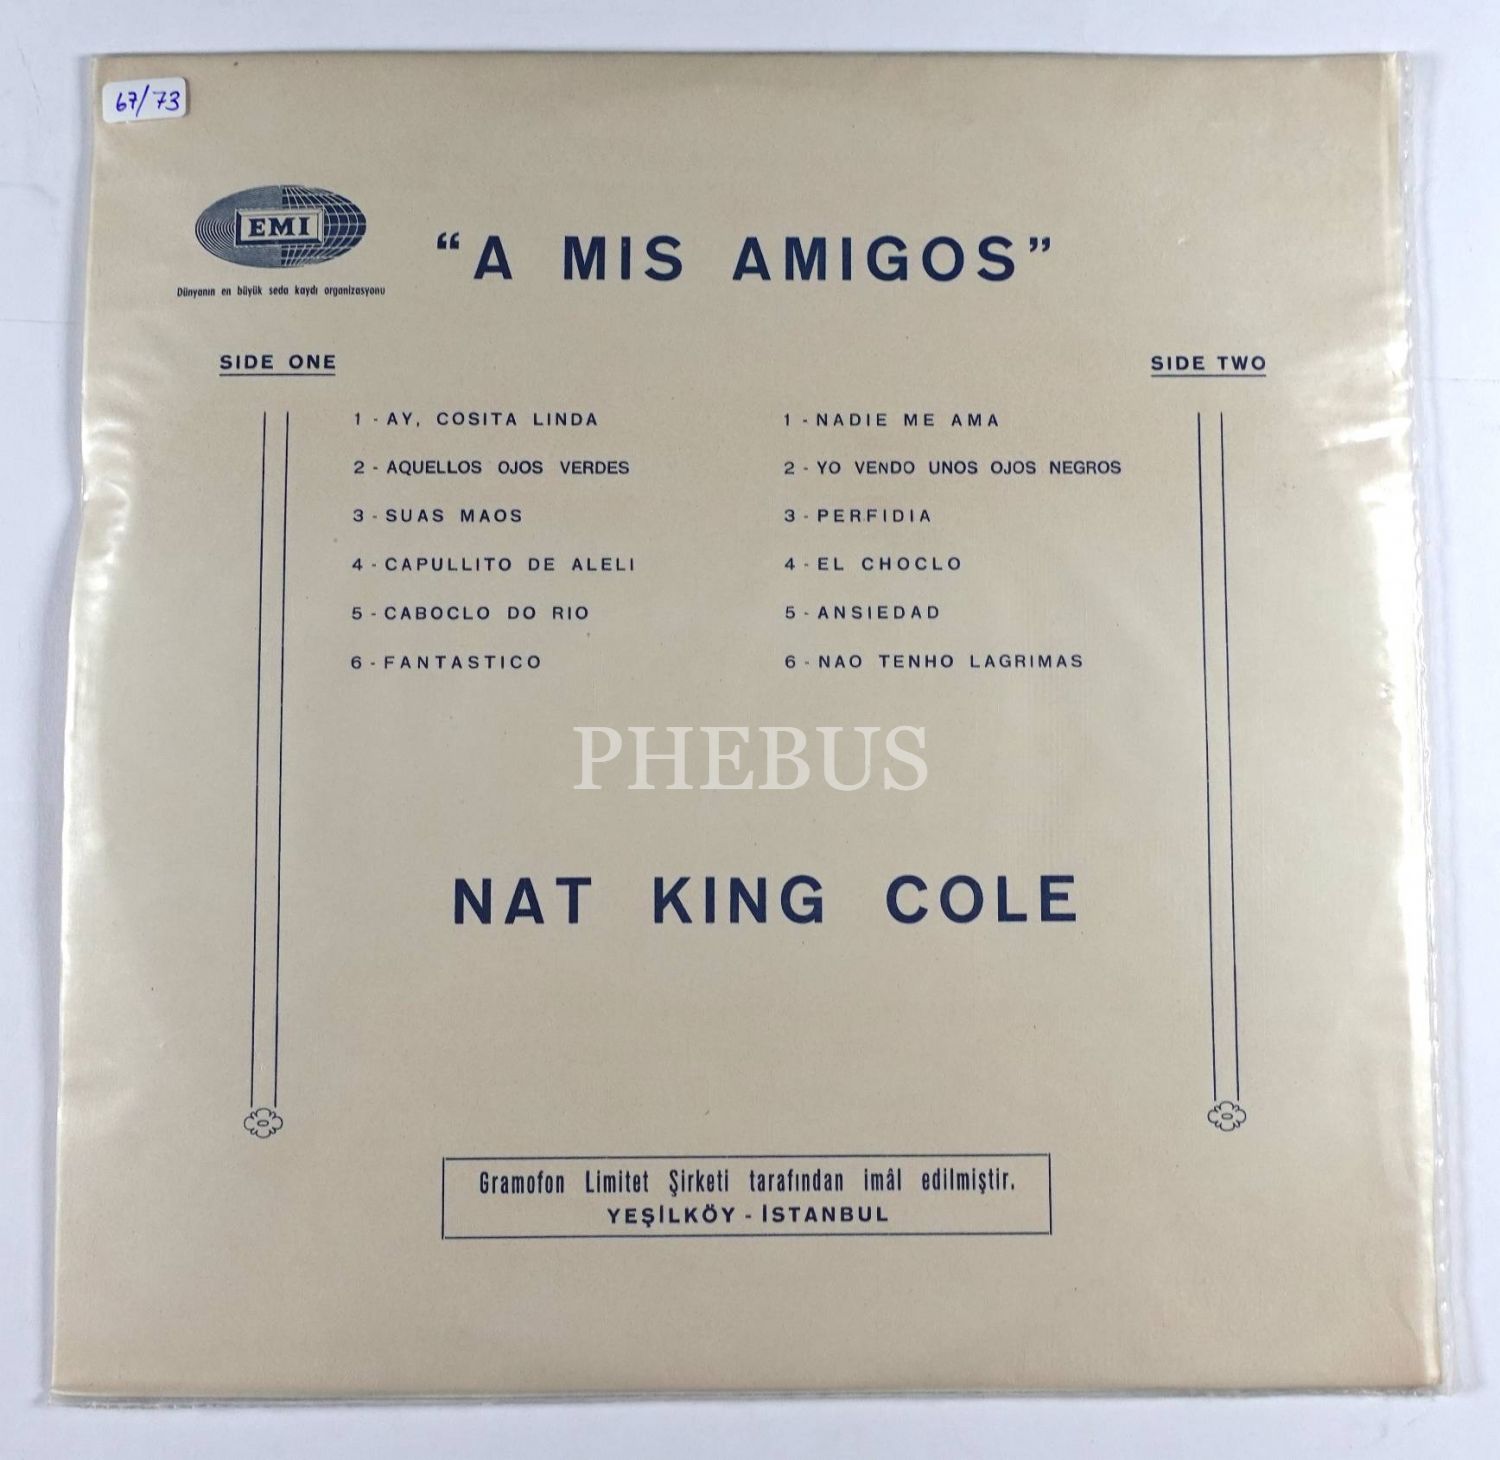 67/73
EMI
Dünyanın en büyük seda kaydı organizasyonu
“A MIS AMIGOS”
SIDE ONE
1 - AY, COSITA LINDA
2 - AQUELLOS OJOS VERDES
3 - SUAS MAOS
4 - CAPULLITO DE ALELI
5 - CABOCLO DO RIO
6 - FANTASTICO
SIDE TWO
1 - NADIE ME AMA
2 - YO VENDO UNOS OJOS NEGROS
3 - PERFIDIA
4 - EL CHOCLO
5 - ANSIEDAD
6 - NAO TENHO LAGRIMAS
PHEBUS
NAT KING COLE
Gramofon Limitet Şirketi tarafından imâl edilmiştir.
YEŞİLKÖY - İSTANBUL